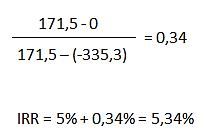 171,5 - 0
171,5 – (-335,3)
= 0,34
IRR = 5% + 0,34% = 5,34%